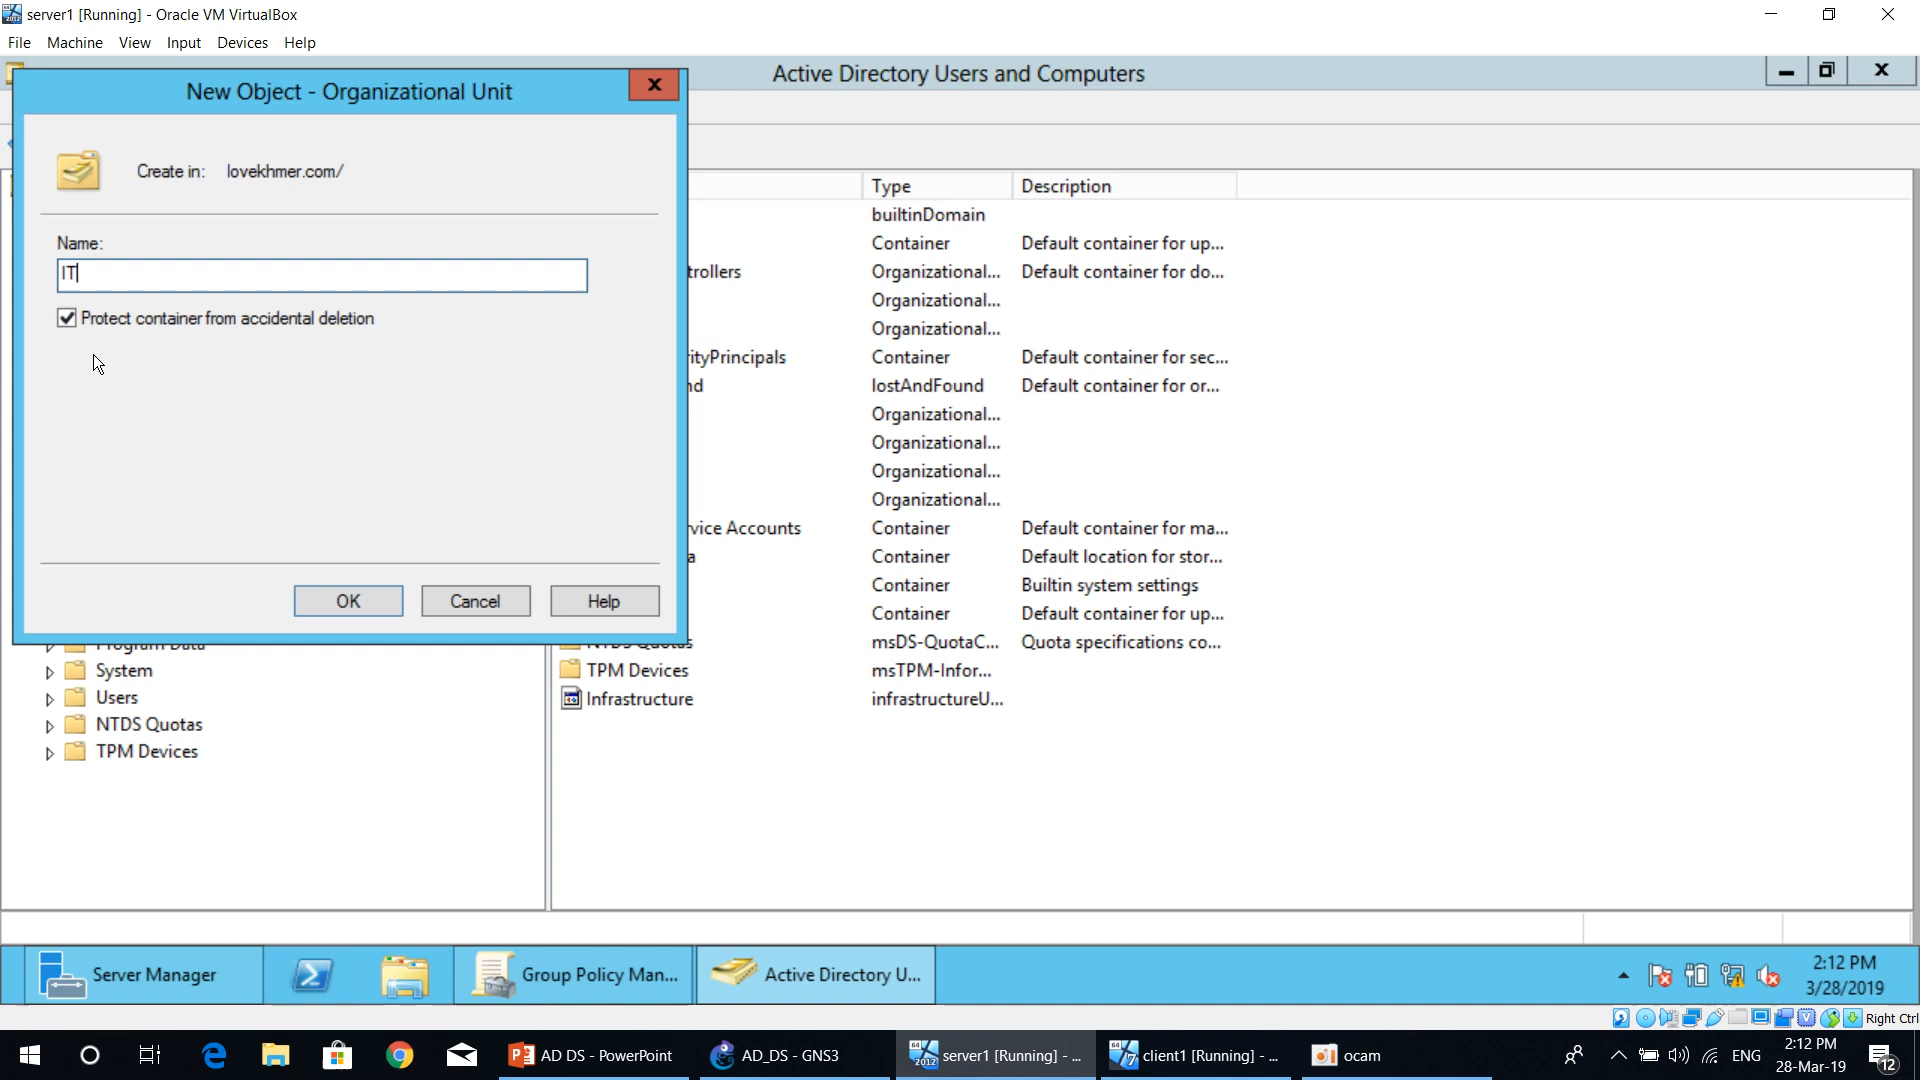 server1 [Running] - Oracle VM VirtualBox
File Machine View Input Devices Help
Active Directory Users and Computers
New Object - Organizational Unit
Create in: lovekhmer.com/
Name:
IT
Protect container from accidental deletion
OK Cancel Help
Type Description
builtinDomain
Container Default container for up...
trollers Organizational... Default container for do...
Organizational...
Organizational...
ityPrincipals Container Default container for sec...
nd lostAndFound Default container for or...
Organizational...
Organizational...
Organizational...
Organizational...
vice Accounts Container Default container for ma...
a Container Default location for stor...
Container Builtin system settings
Container Default container for up...
NTDS Quotas msDS-QuotaC... Quota specifications co...
TPM Devices msTPM-Infor...
Infrastructure infrastructureU...
Program Data
System
Users
NTDS Quotas
TPM Devices
Server Manager Group Policy Man... Active Directory U... 2:12 PM
3/28/2019
Right Ctrl
AD DS - PowerPoint AD_DS - GNS3 server1 [Running] - ... client1 [Running] - ... ocam ENG 2:12 PM
28-Mar-19
12